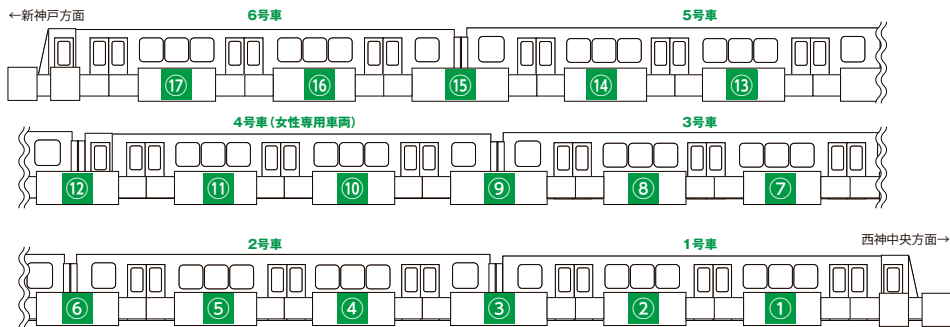 ←新神戸方面
6号車 5号車
⑰ ⑯ ⑮ ⑭ ⑬
4号車(女性専用車両) 3号車
⑫ ⑪ ⑩ ⑨ ⑧ ⑦
西神中央方面→
2号車 1号車
⑥ ⑤ ④ ③ ② ①